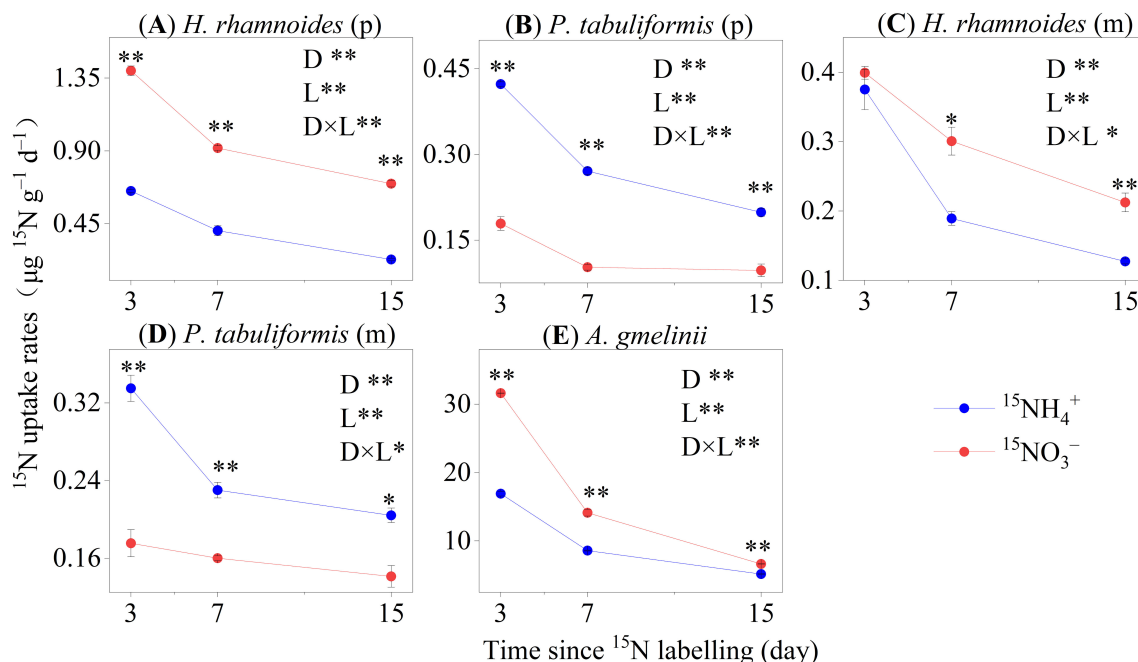 (A) H. rhamnoides (p)
(B) P. tabuliformis (p)
(C) H. rhamnoides (m)
1.35
0.90
0.45
**
**
**
D **
L**
D×L**
3
7
15
0.45
0.30
0.15
**
**
**
D **
L**
D×L**
3
7
15
0.4
0.3
0.2
0.1
*
**
D **
L**
D×L *
3
7
15
¹⁵N uptake rates (μg ¹⁵N g⁻¹ d⁻¹)
(D) P. tabuliformis (m)
(E) A. gmelinii
0.32
0.24
0.16
**
**
*
D **
L**
D×L*
3
7
15
30
20
10
**
**
**
D **
L**
D×L**
3
7
15
¹⁵NH₄⁺
¹⁵NO₃⁻
Time since ¹⁵N labelling (day)